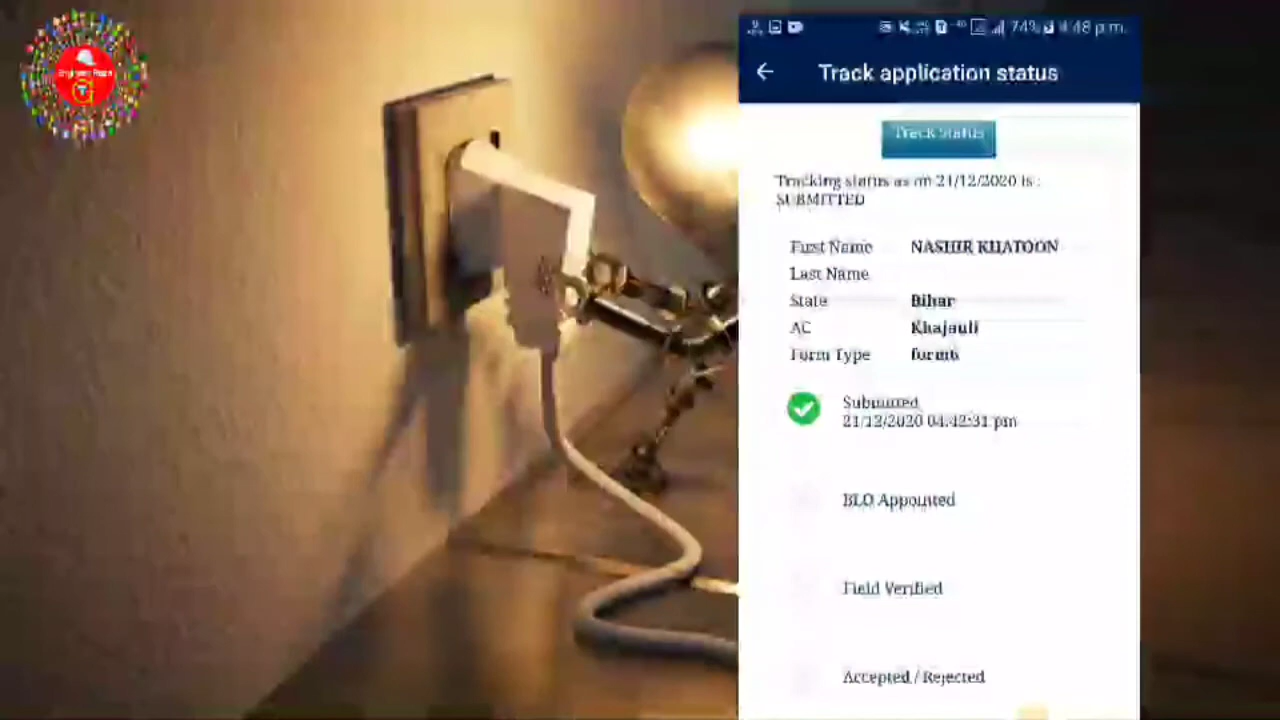 74% 4:48 p.m.
Track application status
Track Status
Tracking status as on 21/12/2020 is :
SUBMITTED
First Name NASHIR KHATOON
Last Name
State Bihar
AC Khajauli
Form Type form6
Submitted
21/12/2020 04:42:31 pm
BLO Appointed
Field Verified
Accepted / Rejected